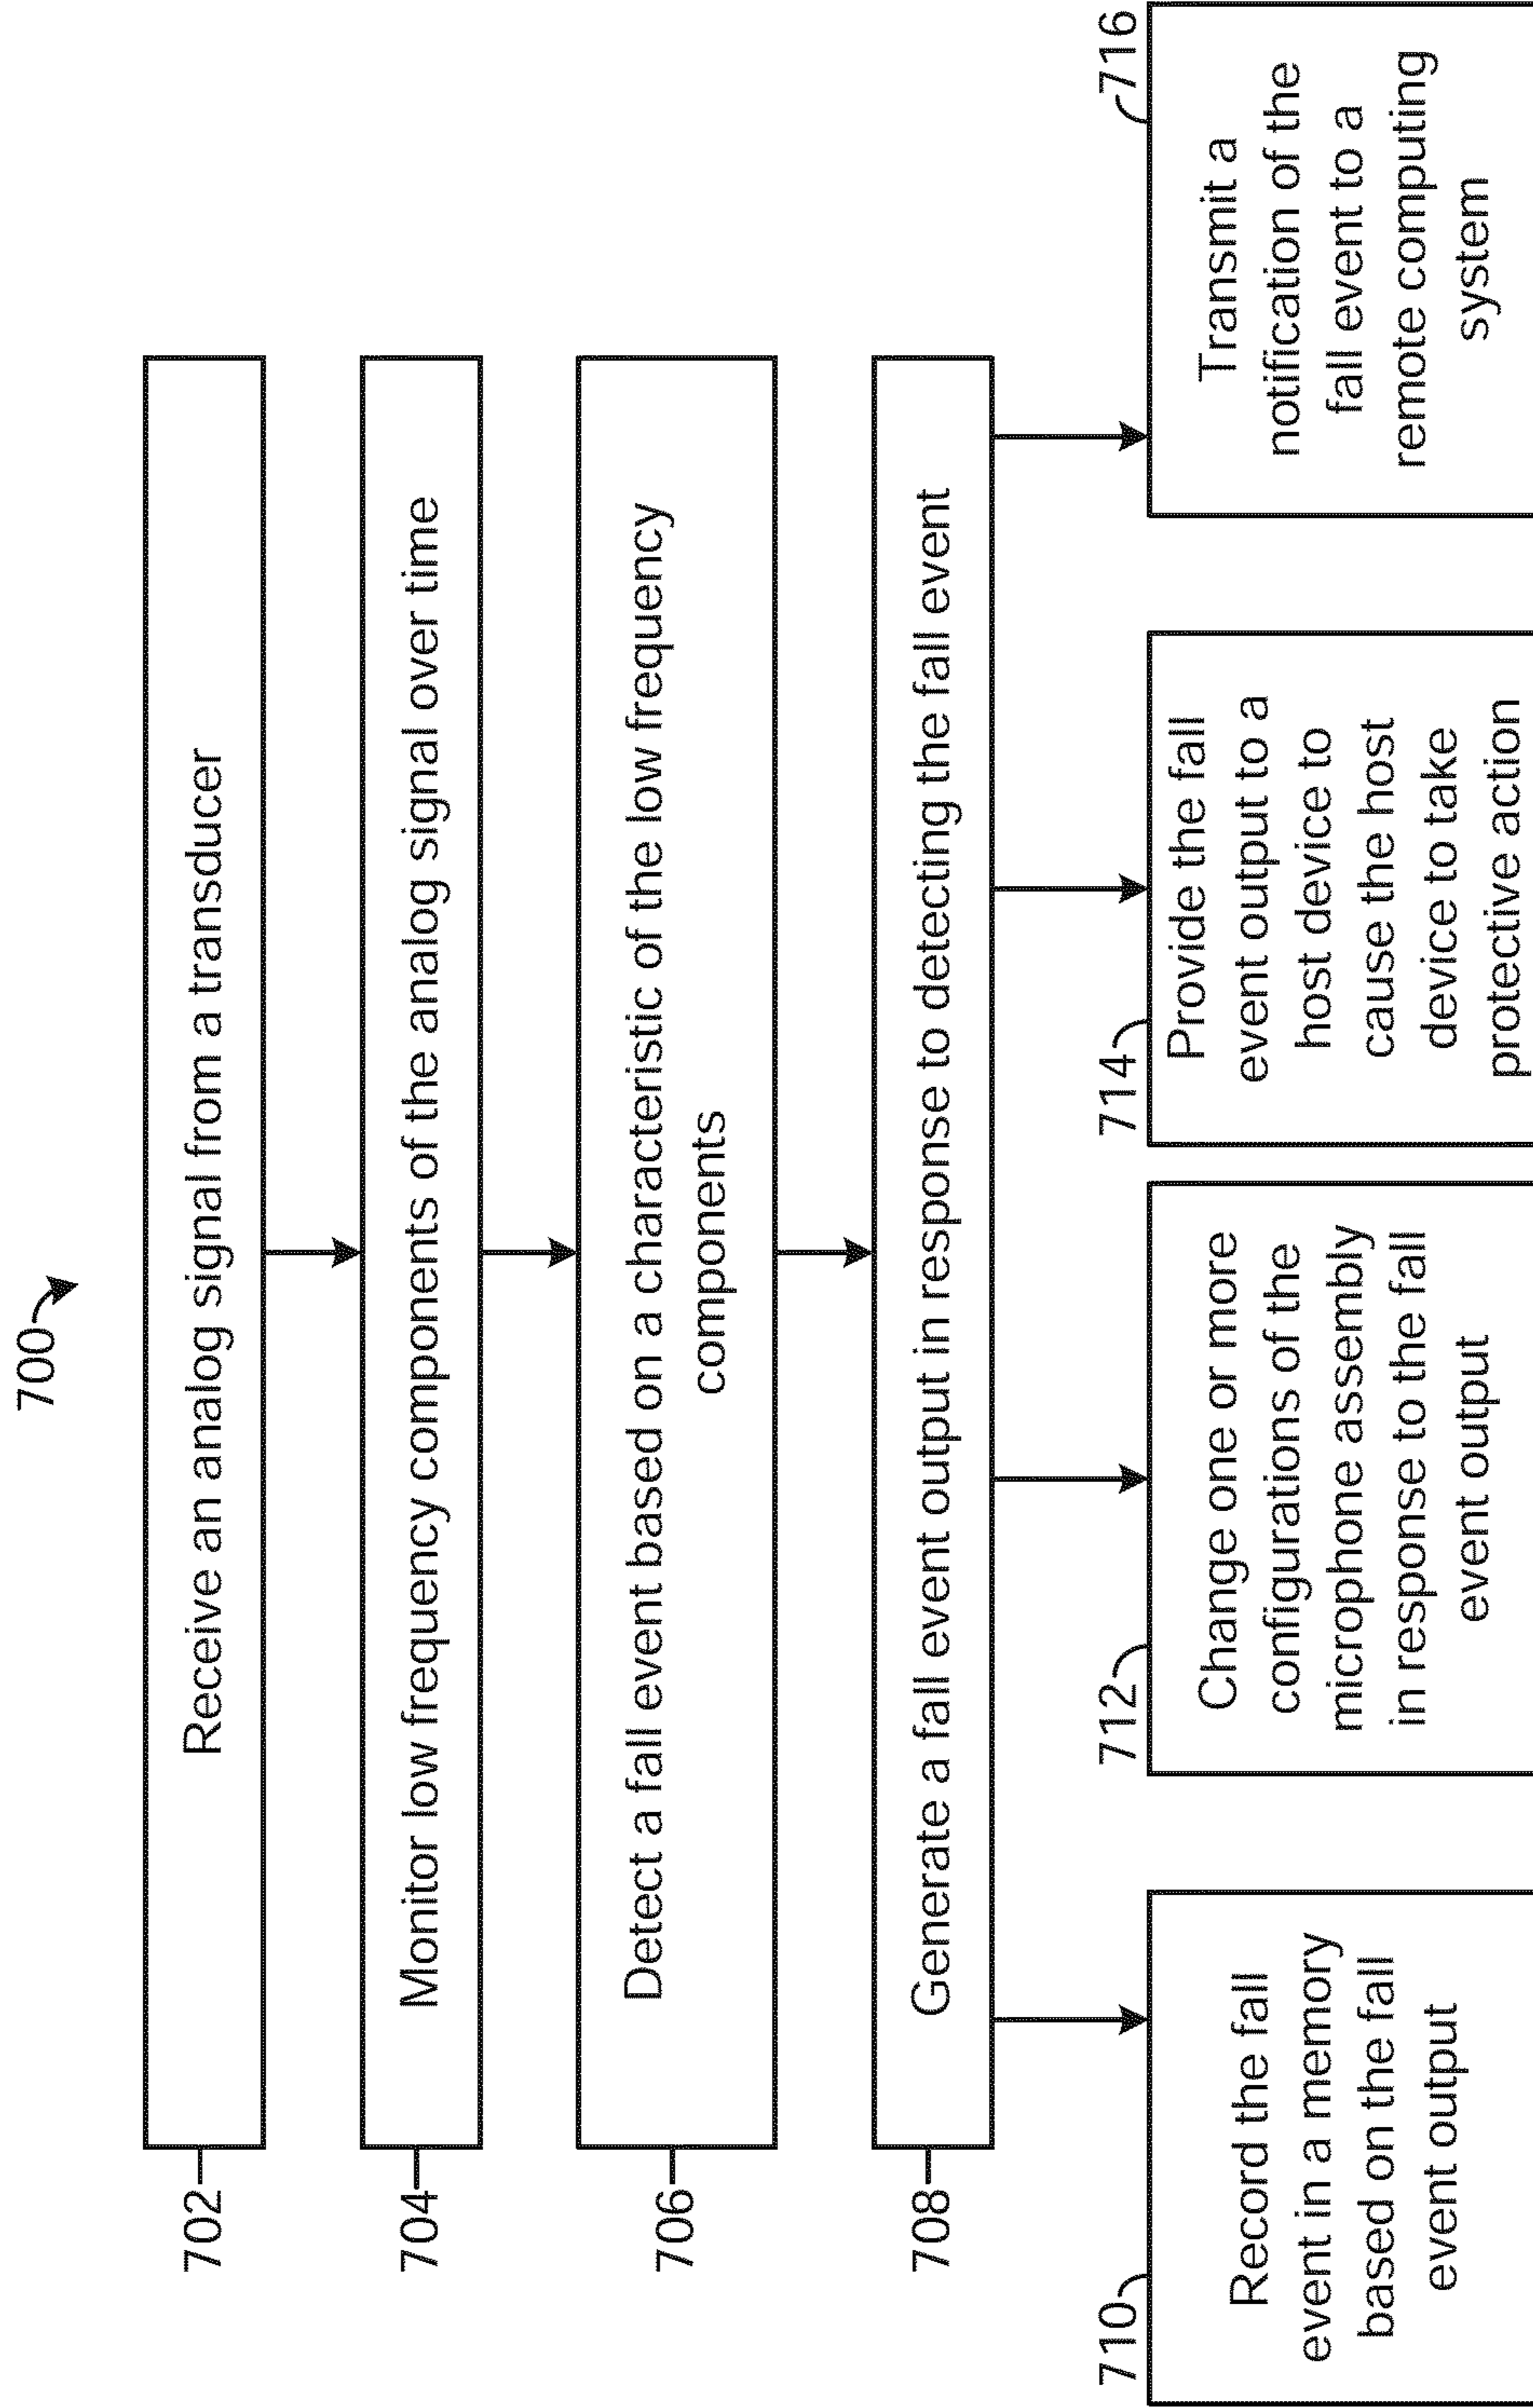 700
702
Receive an analog signal from a transducer
704
Monitor low frequency components of the analog signal over time
706
Detect a fall event based on a characteristic of the low frequency
components
708
Generate a fall event output in response to detecting the fall event
710
Record the fall
event in a memory
based on the fall
event output
712
Change one or more
configurations of the
microphone assembly
in response to the fall
event output
714
Provide the fall
event output to a
host device to
cause the host
device to take
protective action
716
Transmit a
notification of the
fall event to a
remote computing
system